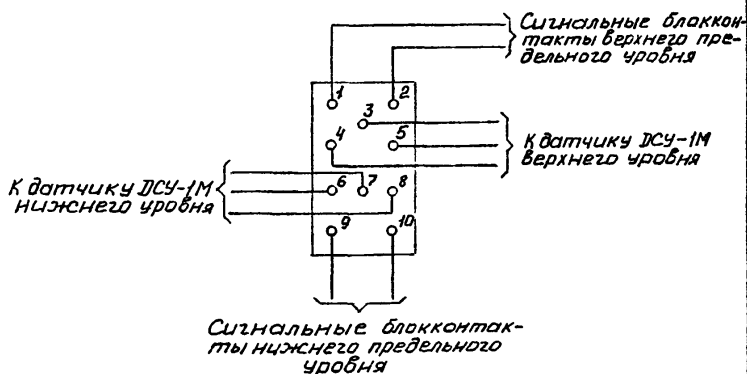 Сигнальные блоккон-
такты верхнего пре-
дельного уровня
1 2
3
4 5
К датчику ДСУ-1М
верхнего уровня
К датчику ДСУ-1М
нижнего уровня
6 7 8
9 10
Сигнальные блокконтак-
ты нижнего предельного
уровня